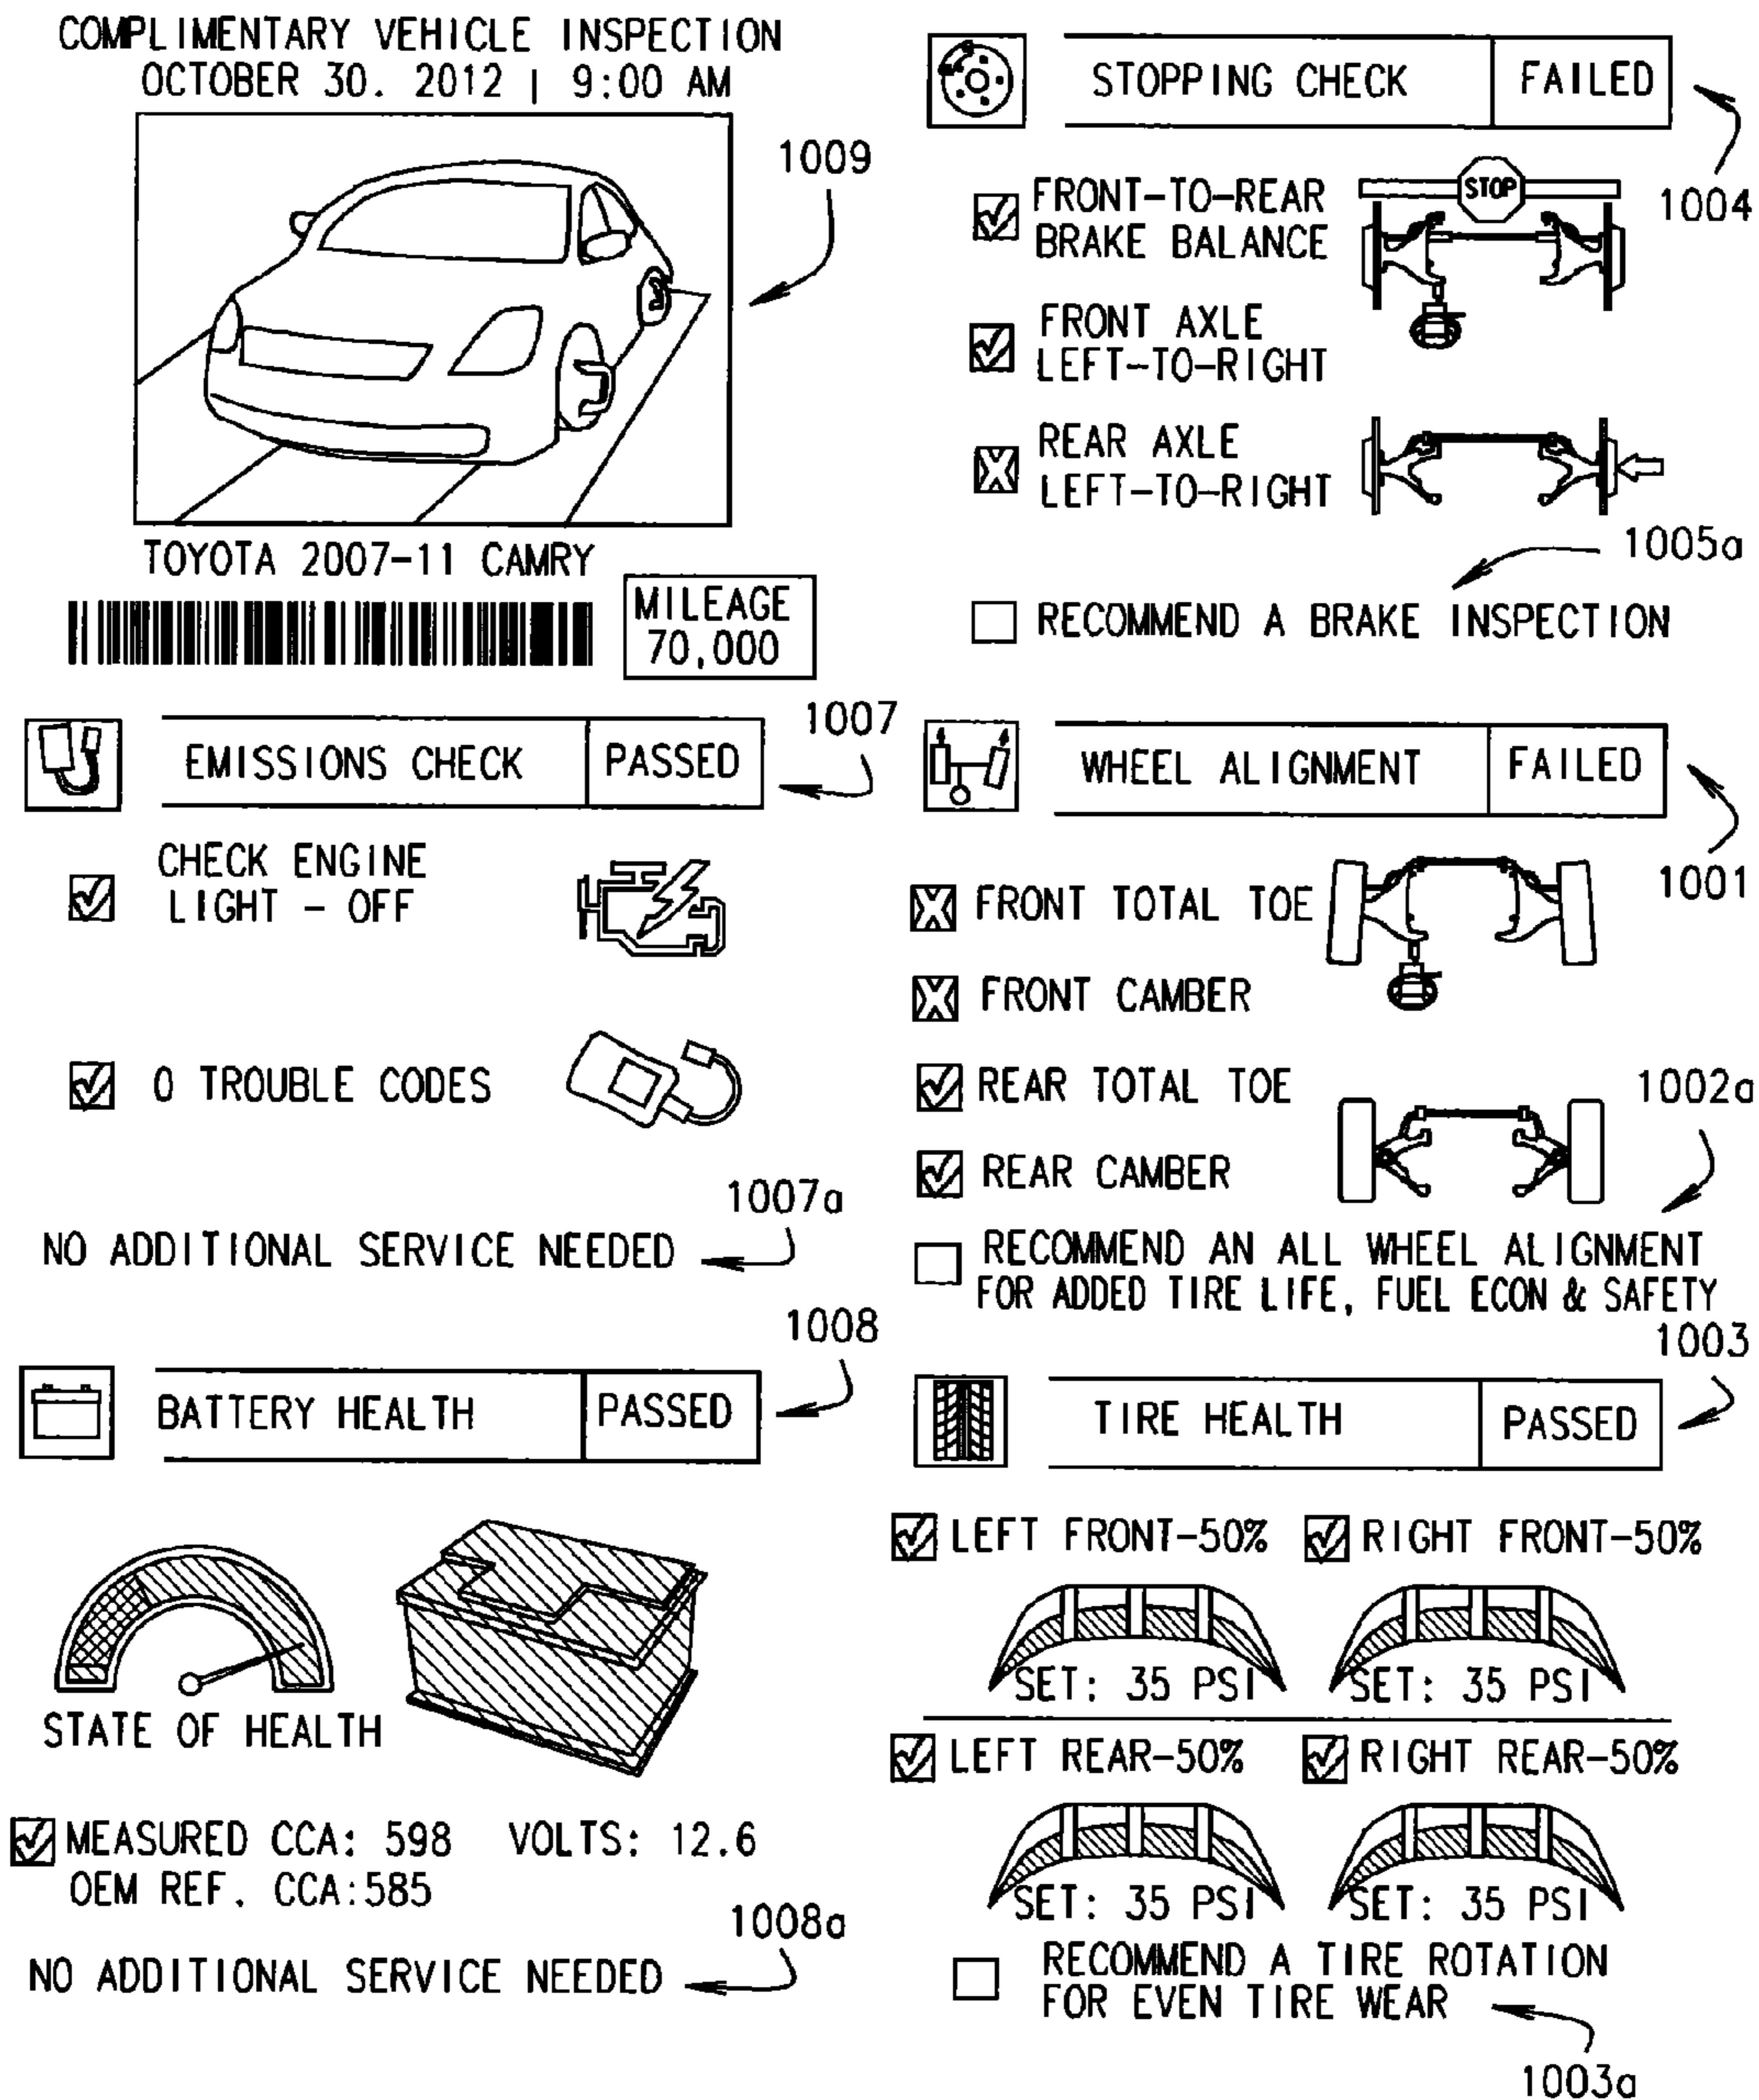 COMPLIMENTARY VEHICLE INSPECTION
OCTOBER 30. 2012 | 9:00 AM
1009
TOYOTA 2007-11 CAMRY
MILEAGE
70,000
EMISSIONS CHECK PASSED
1007
CHECK ENGINE
LIGHT - OFF
0 TROUBLE CODES
1007a
NO ADDITIONAL SERVICE NEEDED
1008
BATTERY HEALTH PASSED
STATE OF HEALTH
MEASURED CCA: 598 VOLTS: 12.6
OEM REF. CCA:585
1008a
NO ADDITIONAL SERVICE NEEDED
STOPPING CHECK FAILED
1004
FRONT-TO-REAR
BRAKE BALANCE
STOP
FRONT AXLE
LEFT-TO-RIGHT
REAR AXLE
LEFT-TO-RIGHT
1005a
RECOMMEND A BRAKE INSPECTION
WHEEL ALIGNMENT FAILED
1001
FRONT TOTAL TOE
FRONT CAMBER
REAR TOTAL TOE
1002a
REAR CAMBER
RECOMMEND AN ALL WHEEL ALIGNMENT
FOR ADDED TIRE LIFE, FUEL ECON & SAFETY
1003
TIRE HEALTH PASSED
LEFT FRONT-50% RIGHT FRONT-50%
SET: 35 PSI SET: 35 PSI
LEFT REAR-50% RIGHT REAR-50%
SET: 35 PSI SET: 35 PSI
RECOMMEND A TIRE ROTATION
FOR EVEN TIRE WEAR
1003a